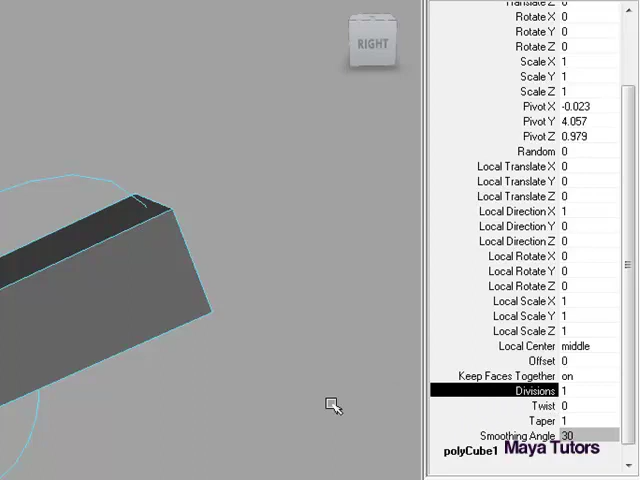 RIGHT
Translate Z 0
Rotate X 0
Rotate Y 0
Rotate Z 0
Scale X 1
Scale Y 1
Scale Z 1
Pivot X -0.023
Pivot Y 4.057
Pivot Z 0.979
Random 0
Local Translate X 0
Local Translate Y 0
Local Translate Z 0
Local Direction X 1
Local Direction Y 0
Local Direction Z 0
Local Rotate X 0
Local Rotate Y 0
Local Rotate Z 0
Local Scale X 1
Local Scale Y 1
Local Scale Z 1
Local Center middle
Offset 0
Keep Faces Together on
Divisions 1
Twist 0
Taper 1
Smoothing Angle 30
polyCube1 Maya Tutors